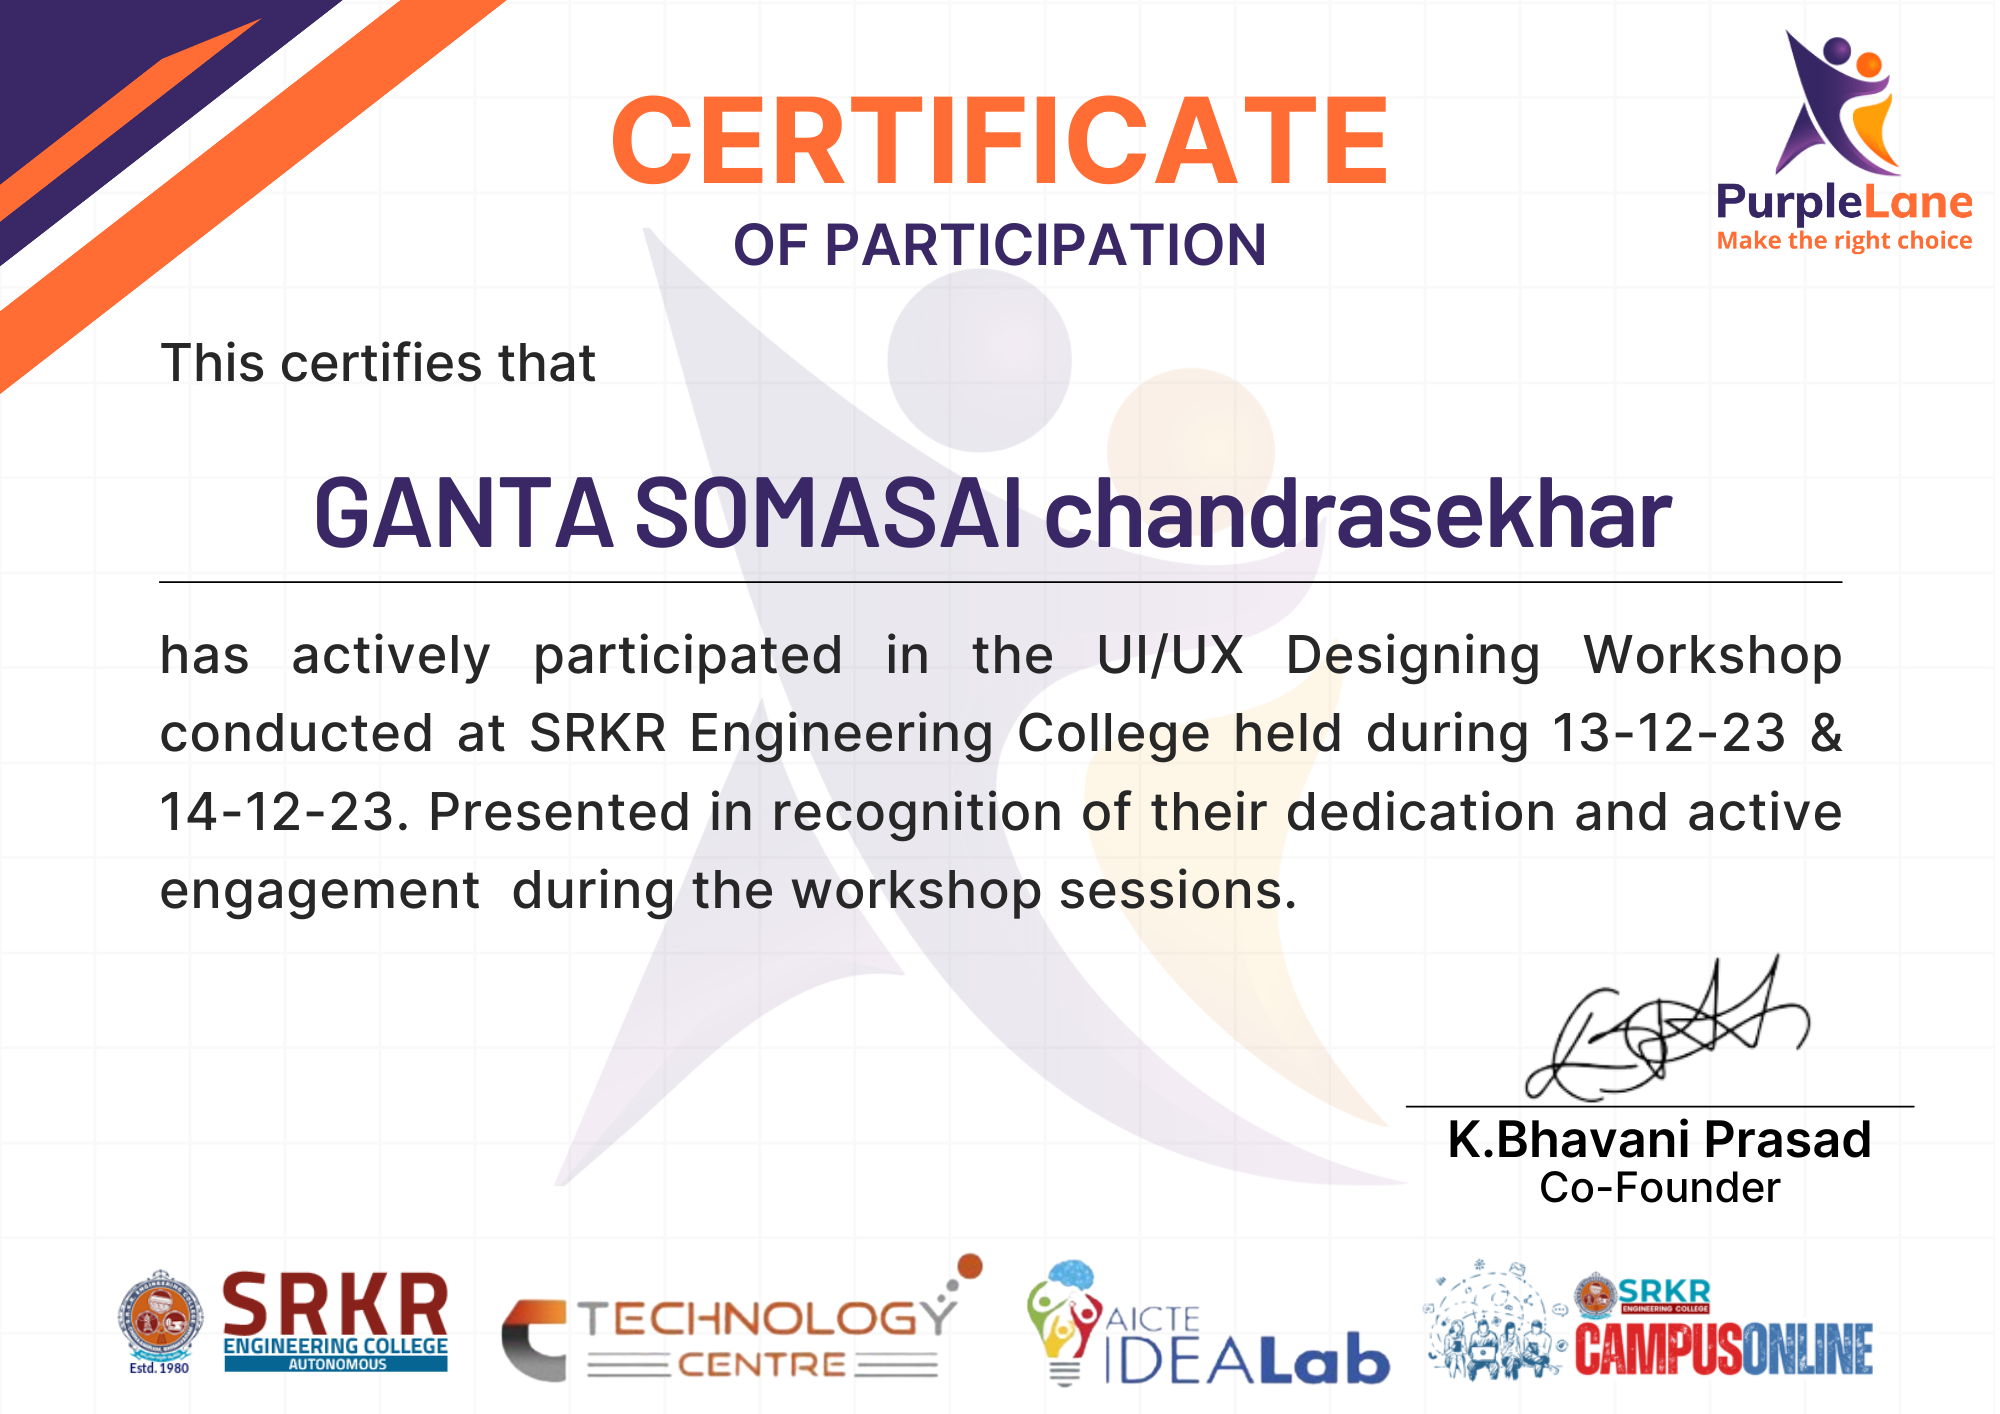 CERTIFICATE
OF PARTICIPATION
PurpleLane
Make the right choice
This certifies that
GANTA SOMASAI chandrasekhar
has actively participated in the UI/UX Designing Workshop
conducted at SRKR Engineering College held during 13-12-23 &
14-12-23. Presented in recognition of their dedication and active
engagement during the workshop sessions.
K.Bhavani Prasad
Co-Founder
Estd. 1980
SRKR
ENGINEERING COLLEGE
AUTONOMOUS
TECHNOLOGY
CENTRE
AICTE
IDEALab
SRKR
ENGINEERING COLLEGE
CAMPUSONLINE